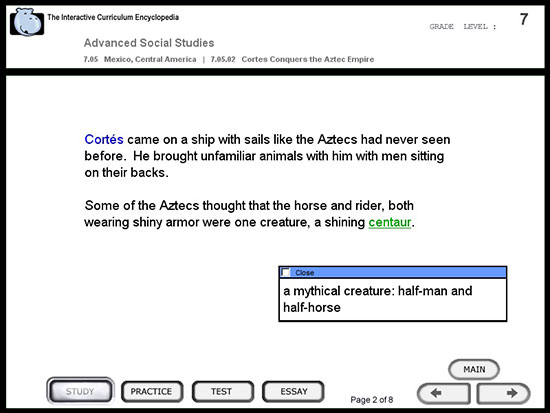 The Interactive Curriculum Encyclopedia
GRADE LEVEL : 7
Advanced Social Studies
7.05 Mexico, Central America | 7.05.02 Cortes Conquers the Aztec Empire
Cortés came on a ship with sails like the Aztecs had never seen
before. He brought unfamiliar animals with him with men sitting
on their backs.
Some of the Aztecs thought that the horse and rider, both
wearing shiny armor were one creature, a shining centaur.
Close
a mythical creature: half-man and
half-horse
MAIN
STUDY PRACTICE TEST ESSAY Page 2 of 8